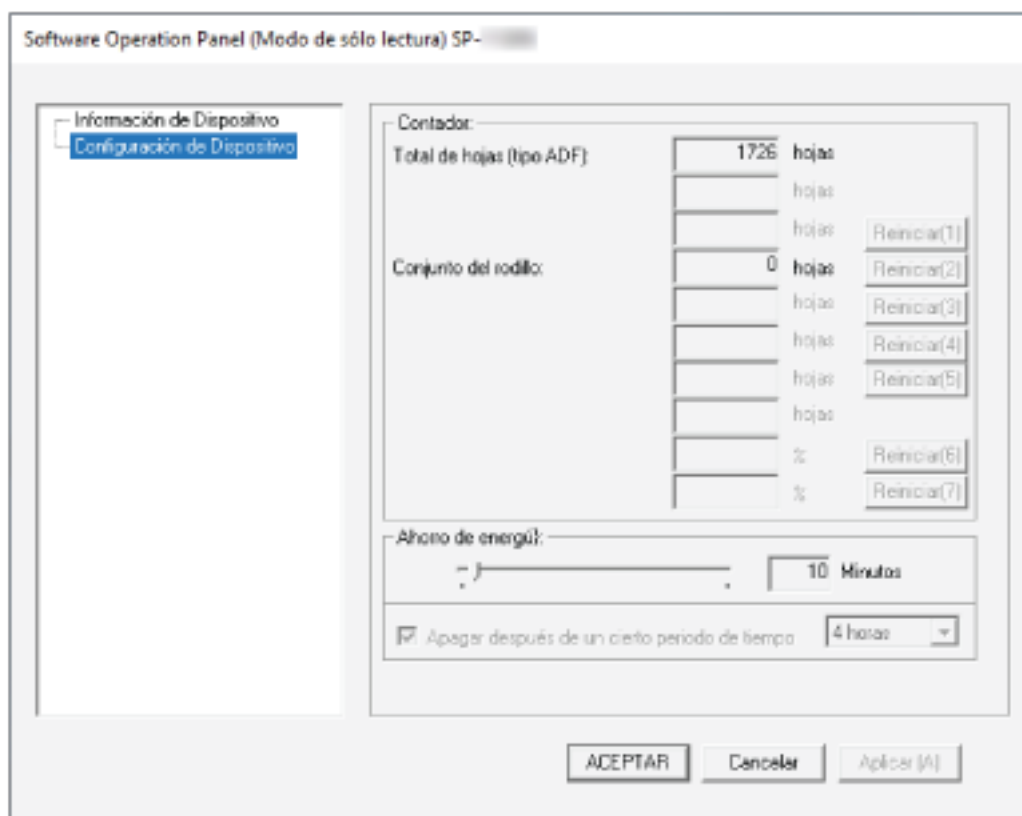 Software Operation Panel (Modo de sólo lectura) SP-
Información de Dispositivo
Configuración de Dispositivo
Contador:
Total de hojas (tipo ADF): 1726 hojas
hojas
hojas Reiniciar(1)
Conjunto del rodillo: 0 hojas Reiniciar(2)
hojas Reiniciar(3)
hojas Reiniciar(4)
hojas Reiniciar(5)
hojas
% Reiniciar(6)
% Reiniciar(7)
Ahorro de energú}:
10 Minutos
Apagar después de un cierto periodo de tiempo 4 horas
ACEPTAR Cancelar Aplicar (A)